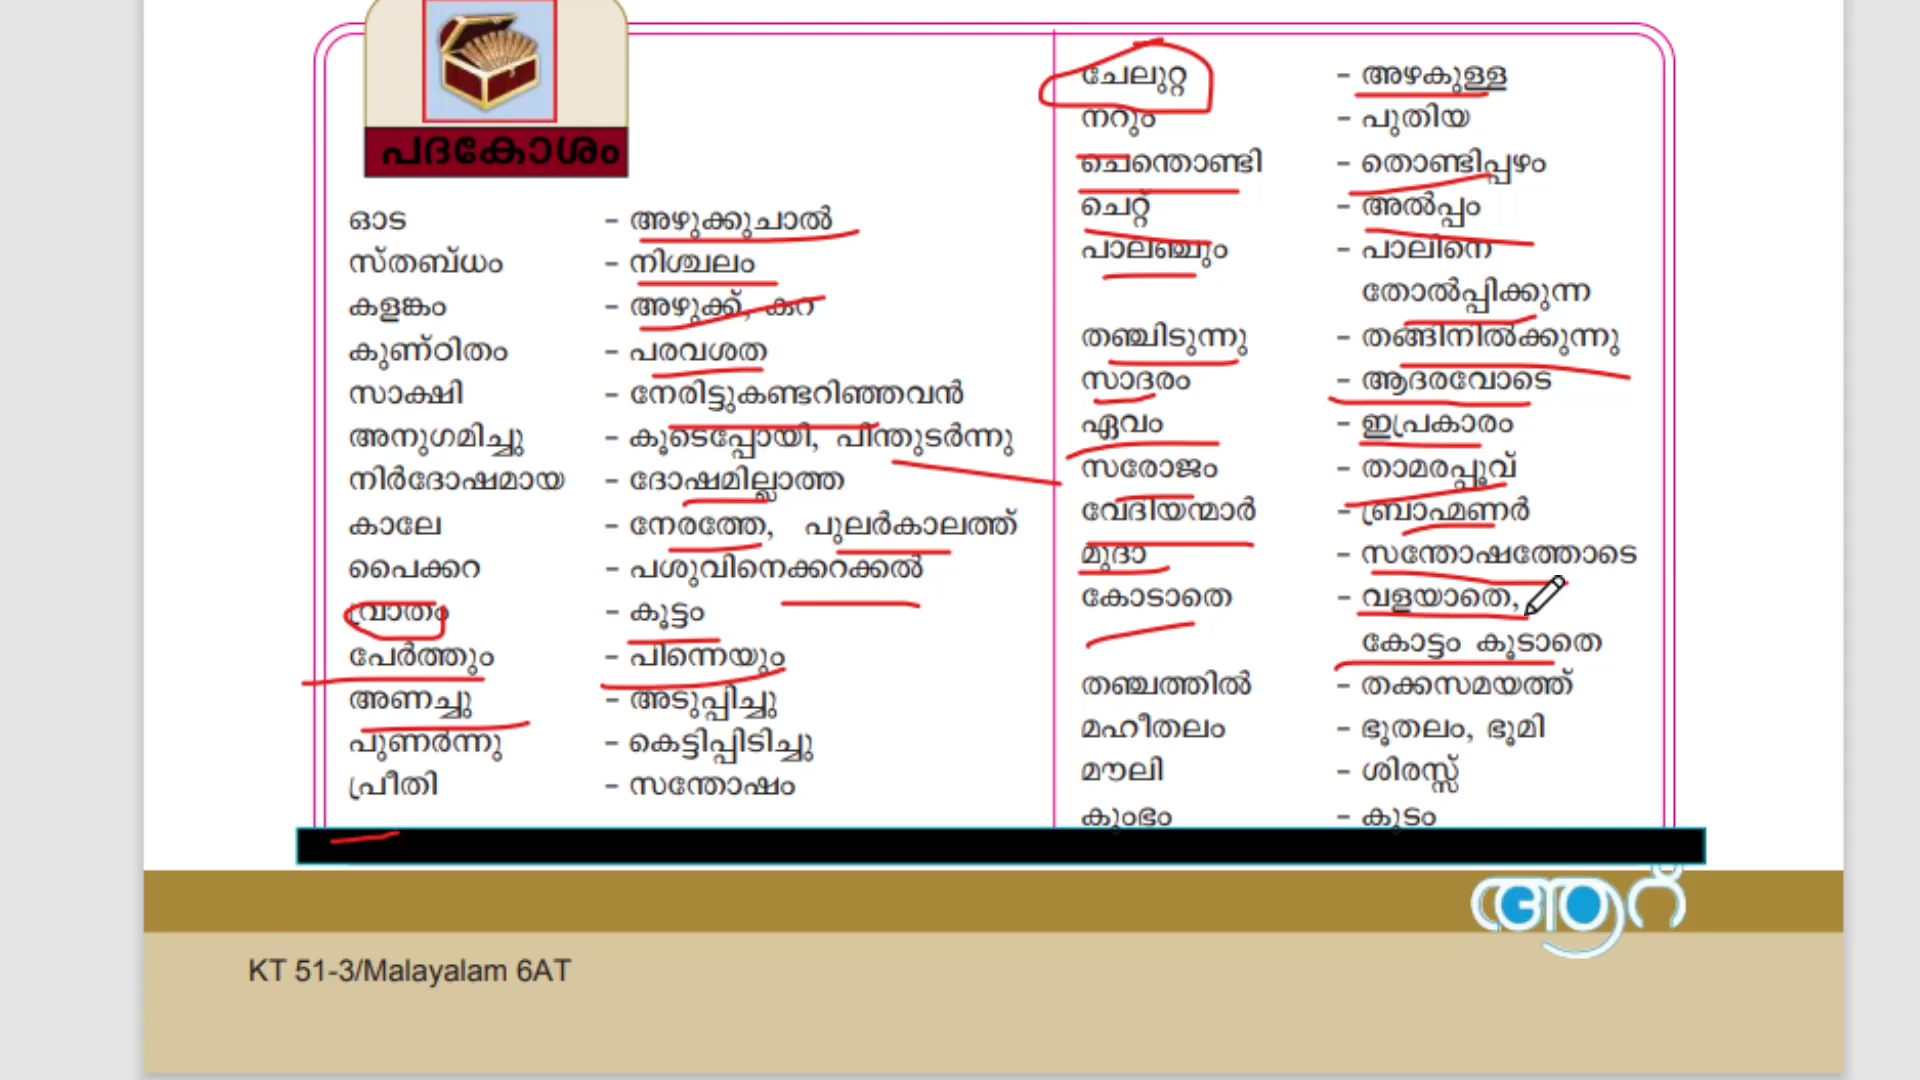 പദകോശം
ഓട - അഴുക്കുചാൽ
സ്തബ്ധം - നിശ്ചലം
കളങ്കം - അഴുക്ക്, കറ
കുണ്ഠിതം - പരവശത
സാക്ഷി - നേരിട്ടുകണ്ടറിഞ്ഞവൻ
അനുഗമിച്ചു - കൂടെപ്പോയി, പിന്തുടർന്നു
നിർദോഷമായ - ദോഷമില്ലാത്ത
കാലേ - നേരത്തേ, പുലർകാലത്ത്
പൈക്കറ - പശുവിനെക്കറക്കൽ
വ്രാതം - കൂട്ടം
പേർത്തും - പിന്നെയും
അണച്ചു - അടുപ്പിച്ചു
പുണർന്നു - കെട്ടിപ്പിടിച്ചു
പ്രീതി - സന്തോഷം
ചേലുറ്റ - അഴകുള്ള
നറും - പുതിയ
ചെന്തൊണ്ടി - തൊണ്ടിപ്പഴം
ചെറ്റ് - അൽപ്പം
പാലഞ്ചും - പാലിനെ
തോൽപ്പിക്കുന്ന
തഞ്ചിടുന്നു - തങ്ങിനിൽക്കുന്നു
സാദരം - ആദരവോടെ
ഏവം - ഇപ്രകാരം
സരോജം - താമരപ്പൂവ്
വേദിയന്മാർ - ബ്രാഹ്മണർ
മുദാ - സന്തോഷത്തോടെ
കോടാതെ - വളയാതെ,
കോട്ടം കൂടാതെ
തഞ്ചത്തിൽ - തക്കസമയത്ത്
മഹീതലം - ഭൂതലം, ഭൂമി
മൗലി - ശിരസ്സ്
കുംഭം - കുടം
ആറ്
KT 51-3/Malayalam 6AT